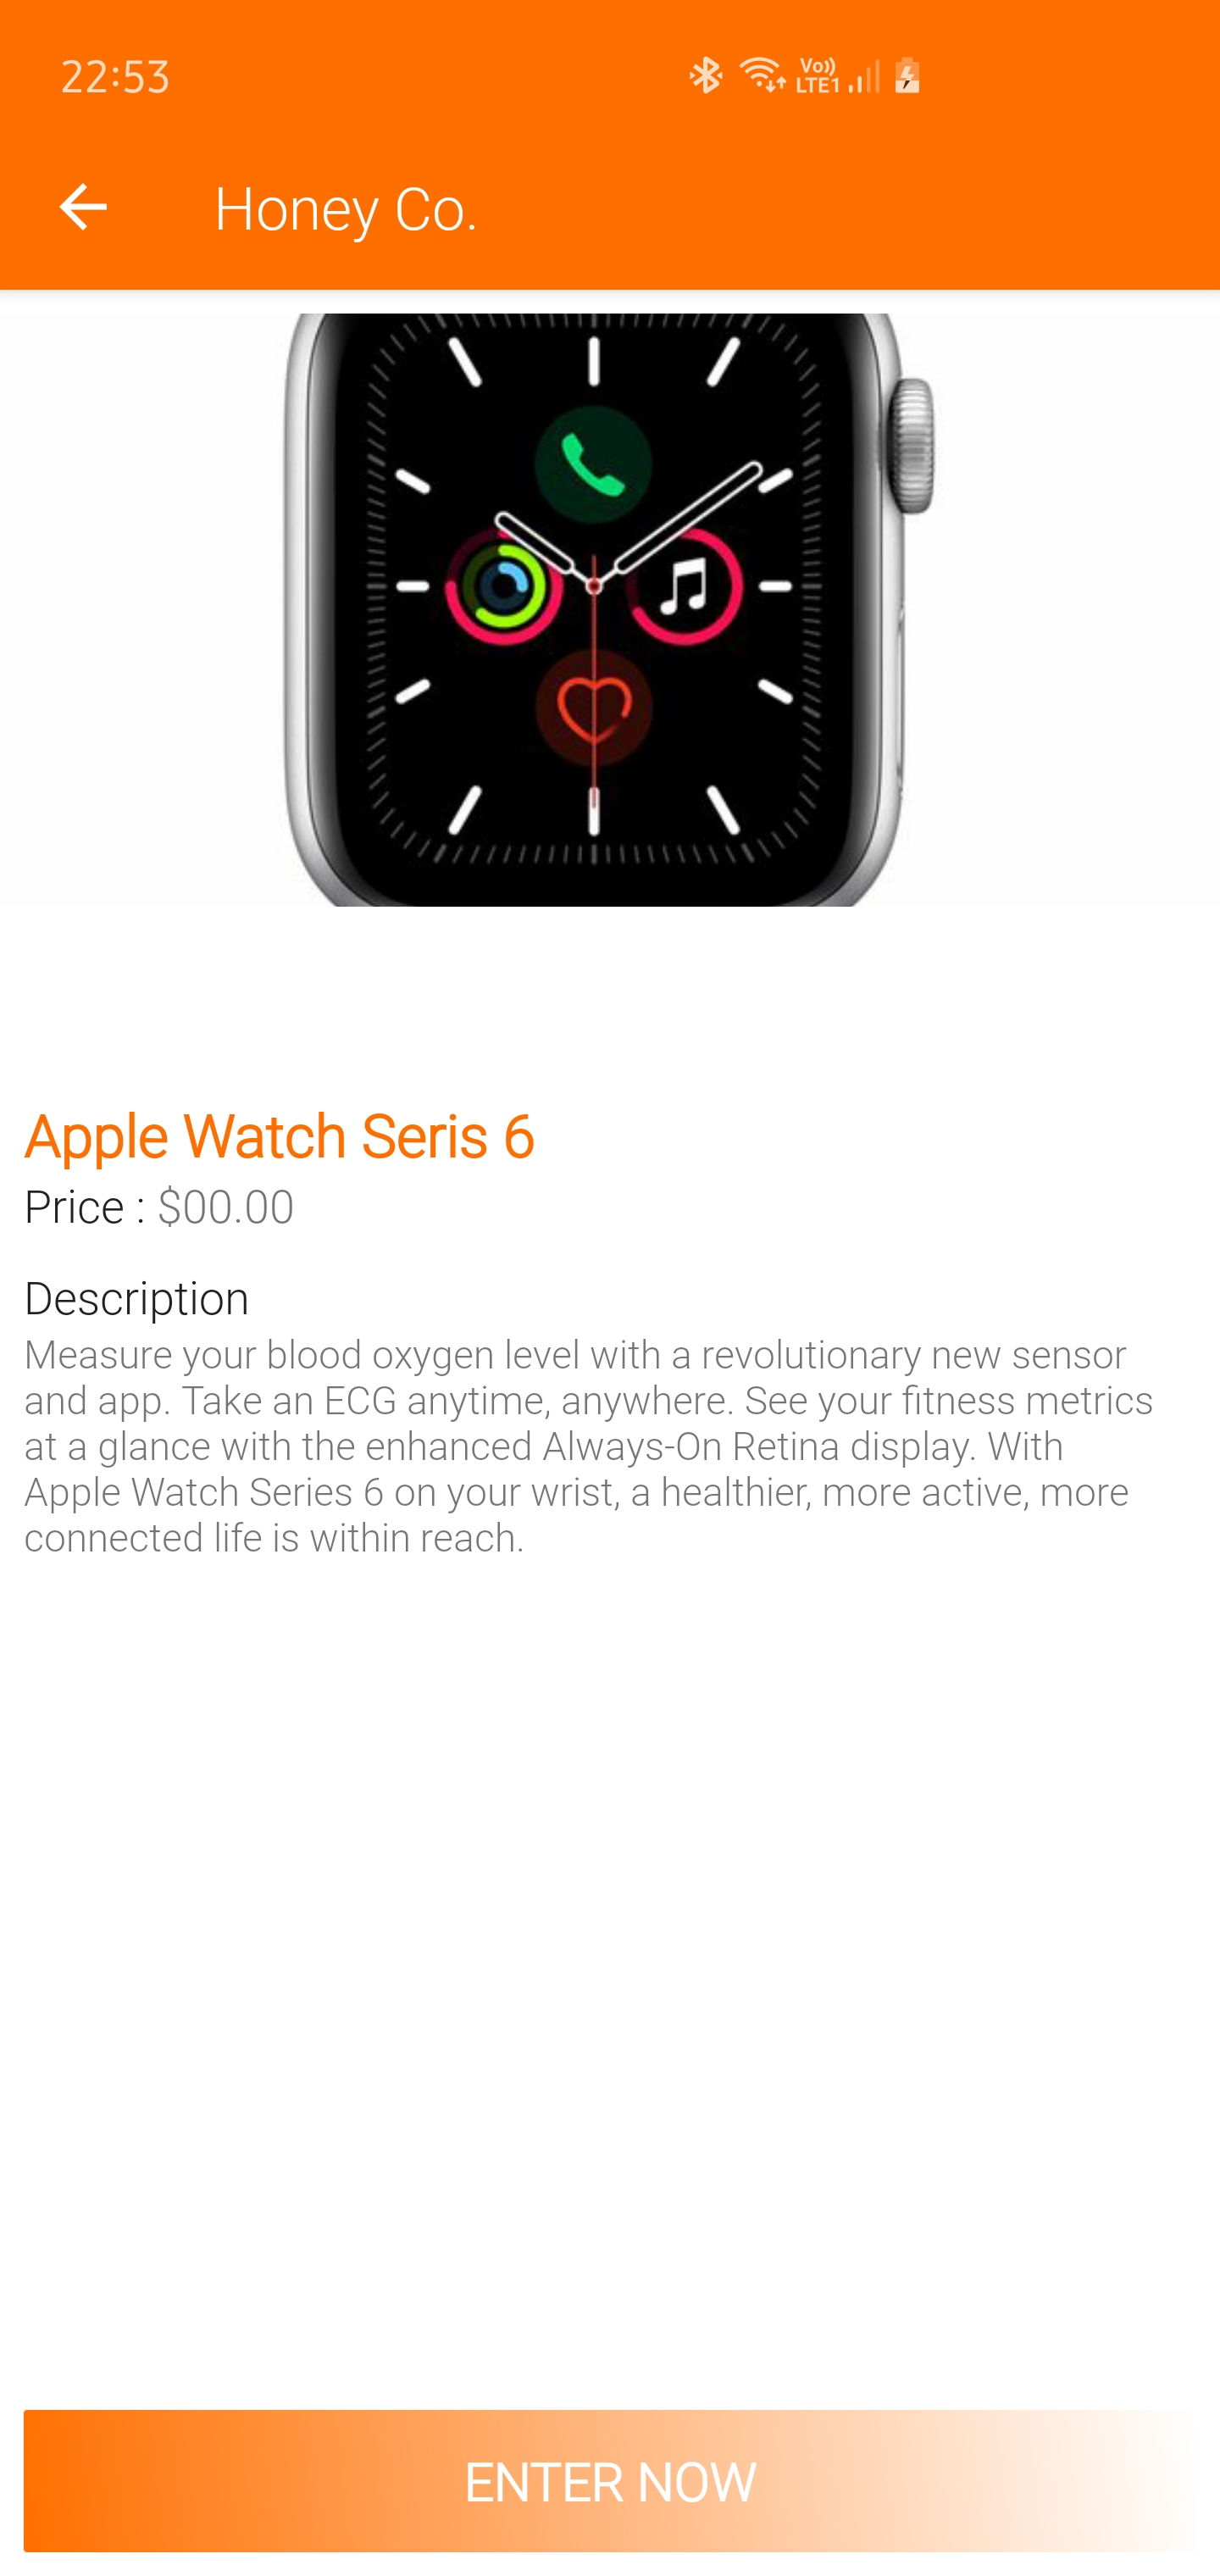 22:53
Vo)) LTE1
Honey Co.
Apple Watch Seris 6
Price : $00.00
Description
Measure your blood oxygen level with a revolutionary new sensor
and app. Take an ECG anytime, anywhere. See your fitness metrics
at a glance with the enhanced Always-On Retina display. With
Apple Watch Series 6 on your wrist, a healthier, more active, more
connected life is within reach.
ENTER NOW